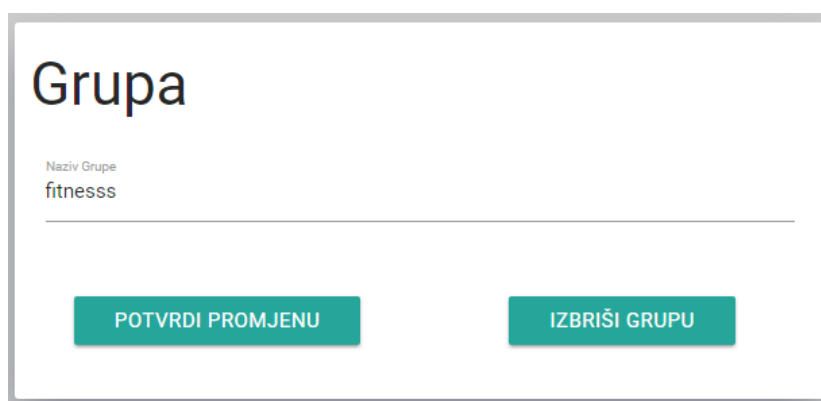 Grupa
Naziv Grupe
fitnesss
POTVRDI PROMJENU
IZBRIŠI GRUPU